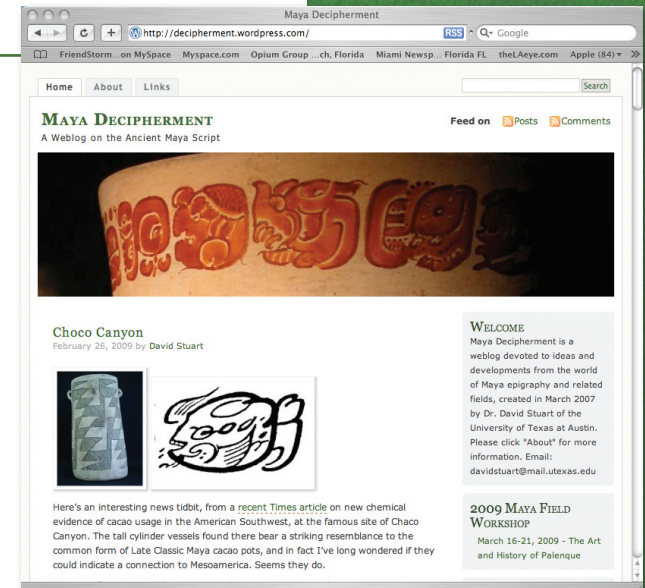 Maya Decipherment
http://decipherment.wordpress.com/ RSS Google
FriendStorm...on MySpace Myspace.com Opium Group ...ch, Florida Miami Newsp... Florida FL theLAeye.com Apple (84)
Home About LInks Search
MAYA DECIPHERMENT
A Weblog on the Ancient Maya Script
Feed on Posts Comments
Choco Canyon
February 26, 2009 by David Stuart
Here's an interesting news tidbit, from a recent Times article on new chemical
evidence of cacao usage in the American Southwest, at the famous site of Chaco
Canyon. The tall cylinder vessels found there bear a striking resemblance to the
common form of Late Classic Maya cacao pots, and in fact I've long wondered if they
could indicate a connection to Mesoamerica. Seems they do.
WELCOME
Maya Decipherment is a
weblog devoted to ideas and
developments from the world
of Maya epigraphy and related
fields, created in March 2007
by Dr. David Stuart of the
University of Texas at Austin.
Please click "About" for more
information. Email:
davidstuart@mail.utexas.edu
2009 MAYA FIELD
WORKSHOP
March 16-21, 2009 - The Art
and History of Palenque